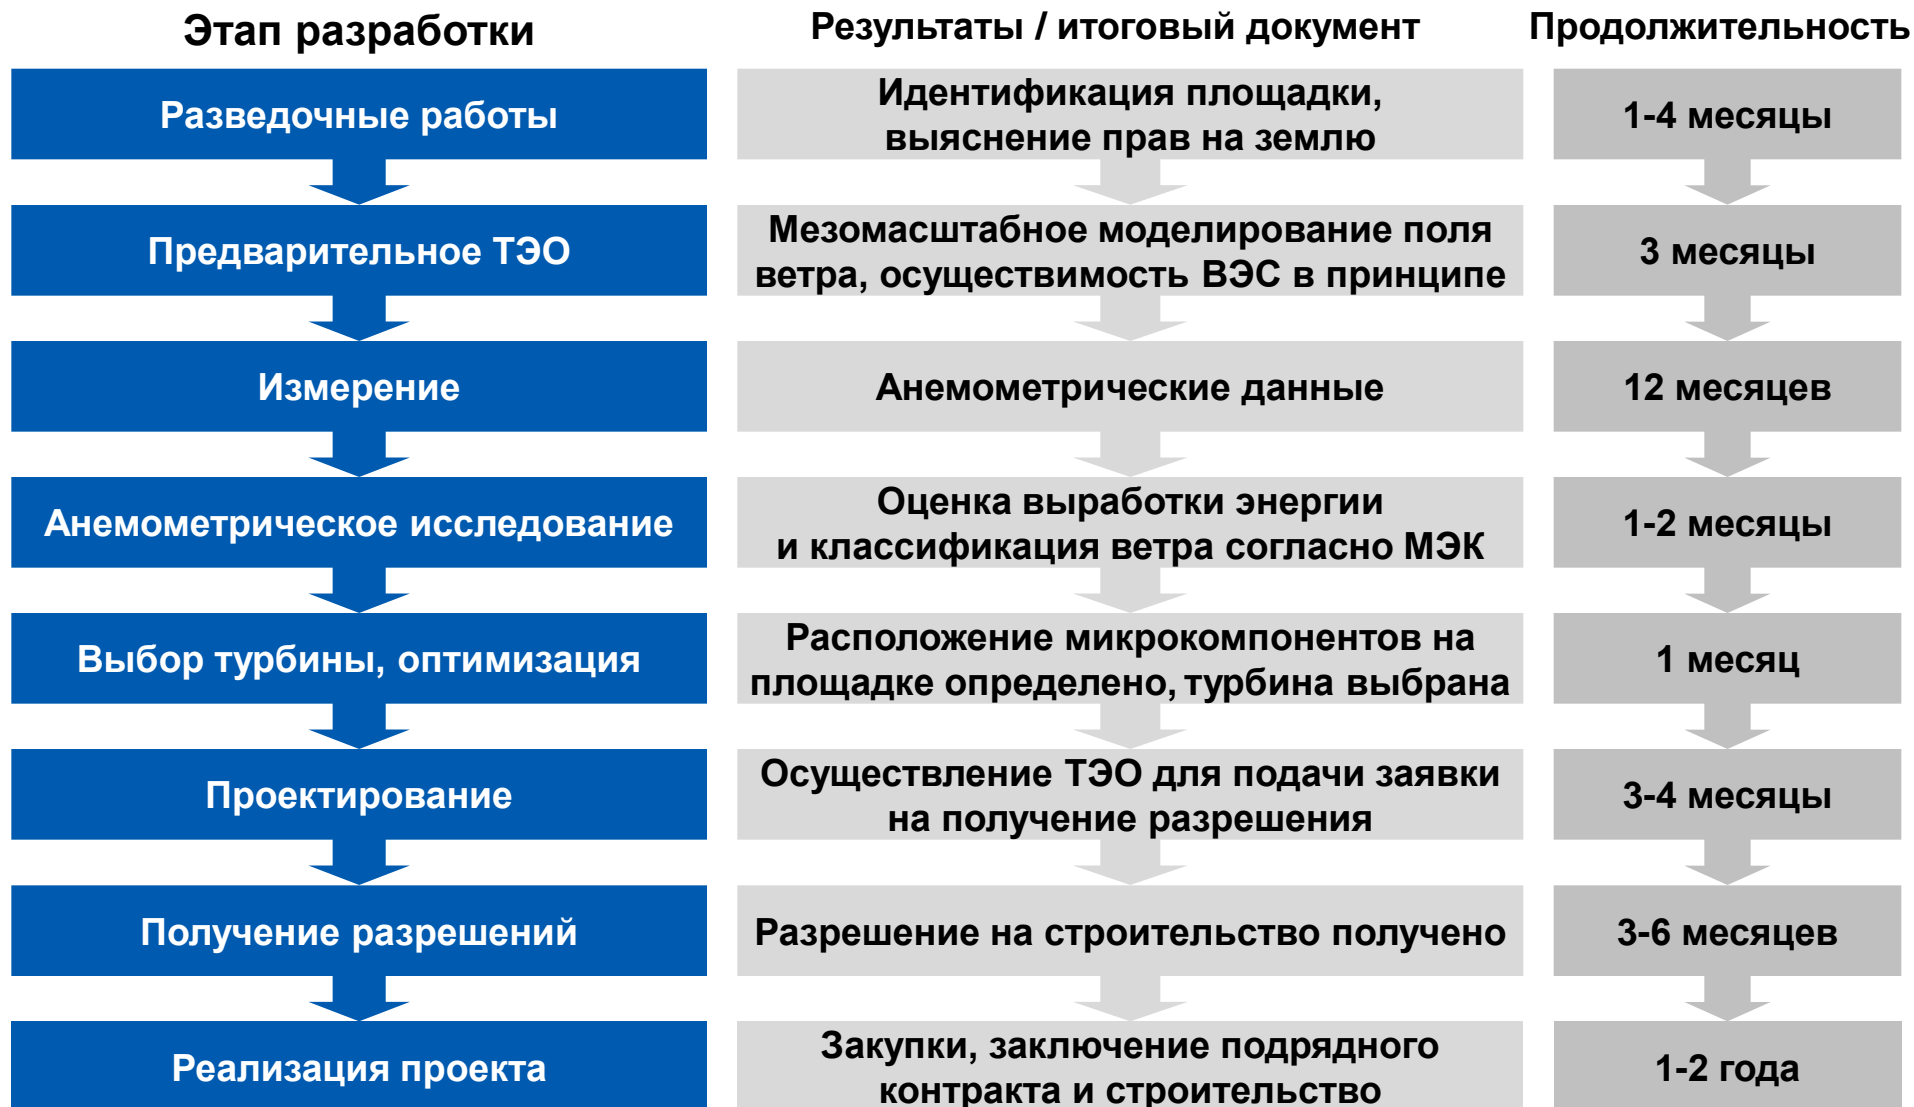 Этап разработки
Результаты / итоговый документ
Продолжительность
Разведочные работы
Идентификация площадки,
выяснение прав на землю
1-4 месяцы
Предварительное ТЭО
Мезомасштабное моделирование поля
ветра, осуществимость ВЭС в принципе
3 месяцы
Измерение
Анемометрические данные
12 месяцев
Анемометрическое исследование
Оценка выработки энергии
и классификация ветра согласно МЭК
1-2 месяцы
Выбор турбины, оптимизация
Расположение микрокомпонентов на
площадке определено, турбина выбрана
1 месяц
Проектирование
Осуществление ТЭО для подачи заявки
на получение разрешения
3-4 месяцы
Получение разрешений
Разрешение на строительство получено
3-6 месяцев
Реализация проекта
Закупки, заключение подрядного
контракта и строительство
1-2 года